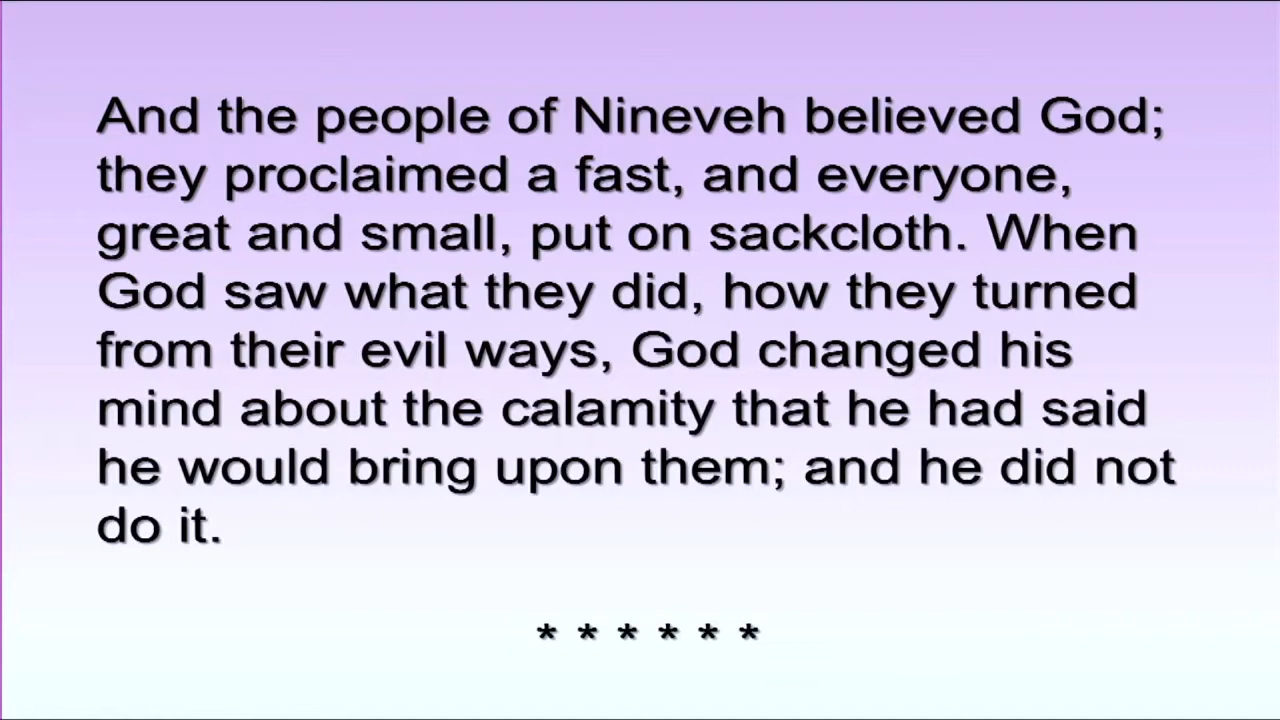 And the people of Nineveh believed God;
they proclaimed a fast, and everyone,
great and small, put on sackcloth. When
God saw what they did, how they turned
from their evil ways, God changed his
mind about the calamity that he had said
he would bring upon them; and he did not
do it.
* * * * * *